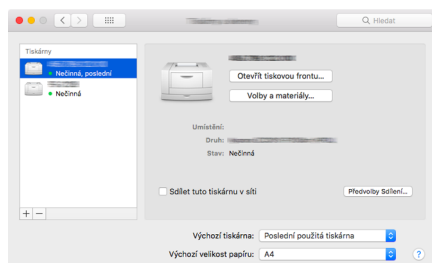 Hledat
Tiskárny
Nečinná, poslední
Nečinná
Otevřít tiskovou frontu...
Volby a materiály...
Umístění:
Druh:
Stav: Nečinná
Sdílet tuto tiskárnu v síti
Předvolby Sdílení...
+ −
Výchozí tiskárna: Poslední použitá tiskárna
Výchozí velikost papíru: A4
?